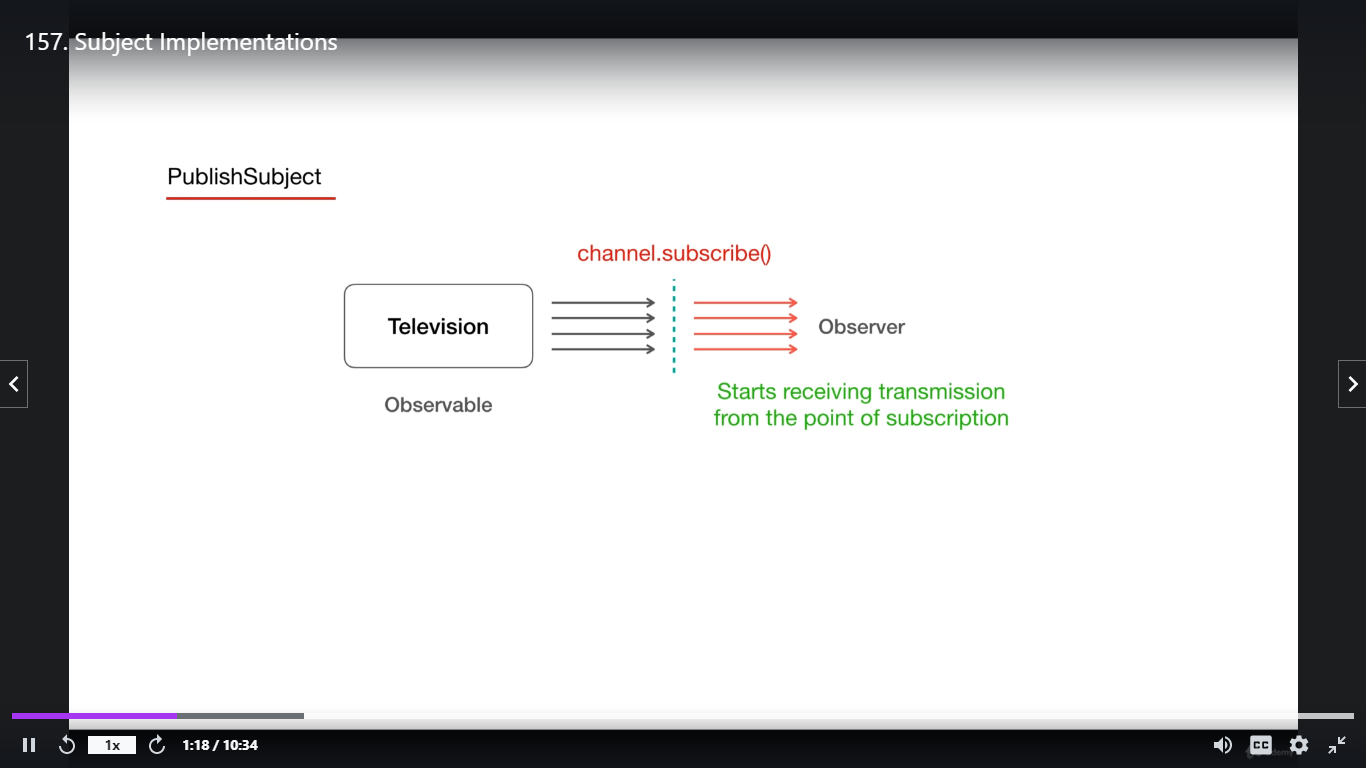 157. Subject Implementations
PublishSubject
channel.subscribe()
Television
Observer
Observable
Starts receiving transmission
from the point of subscription
1x
1:18 / 10:34
CC